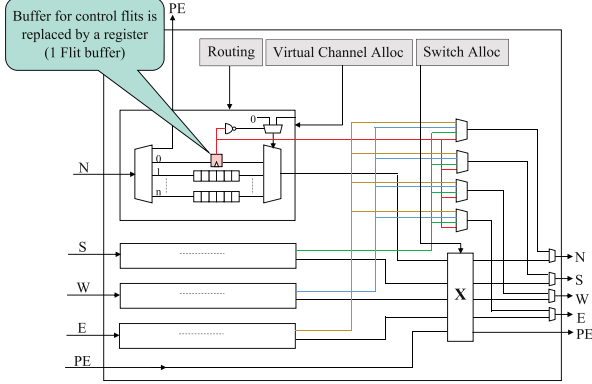 PE
Buffer for control flits is
replaced by a register
(1 Flit buffer)
Routing
Virtual Channel Alloc
Switch Alloc
0
N
0
1
n
S
W
E
PE
X
N
S
W
E
PE